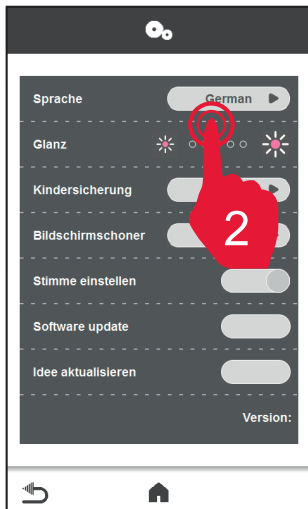 Sprache German
Glanz
Kindersicherung
Bildschirmschoner
2
Stimme einstellen
Software update
Idee aktualisieren
Version: